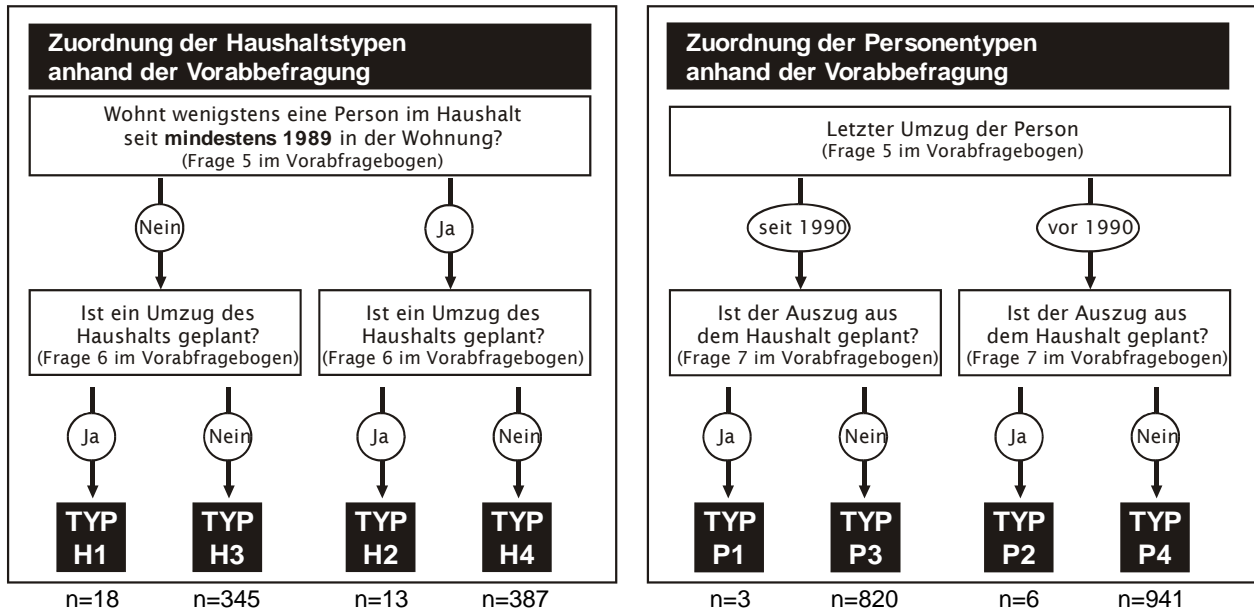 Zuordnung der Haushaltstypen
anhand der Vorabbefragung
Wohnt wenigstens eine Person im Haushalt
seit mindestens 1989 in der Wohnung?
(Frage 5 im Vorabfragebogen)
Nein
Ja
Ist ein Umzug des
Haushalts geplant?
(Frage 6 im Vorabfragebogen)
Ist ein Umzug des
Haushalts geplant?
(Frage 6 im Vorabfragebogen)
Ja
Nein
Ja
Nein
TYP
H1
TYP
H3
TYP
H2
TYP
H4
n=18
n=345
n=13
n=387
Zuordnung der Personentypen
anhand der Vorabbefragung
Letzter Umzug der Person
(Frage 5 im Vorabfragebogen)
seit 1990
vor 1990
Ist der Auszug aus
dem Haushalt geplant?
(Frage 7 im Vorabfragebogen)
Ist der Auszug aus
dem Haushalt geplant?
(Frage 7 im Vorabfragebogen)
Ja
Nein
Ja
Nein
TYP
P1
TYP
P3
TYP
P2
TYP
P4
n=3
n=820
n=6
n=941